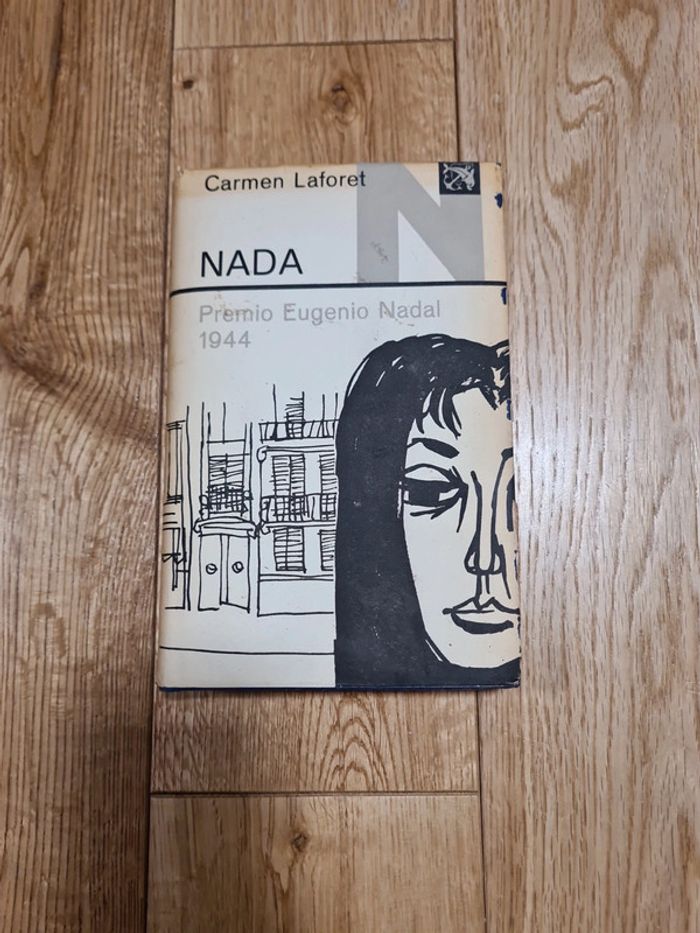 Carmen Laforet
N
NADA
Premio Eugenio Nadal
1944